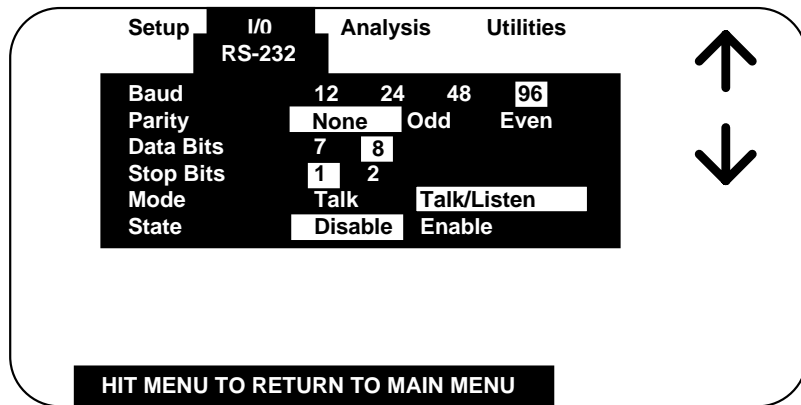 Setup I/0 Analysis Utilities
RS-232
Baud 12 24 48 96
Parity None Odd Even
Data Bits 7 8
Stop Bits 1 2
Mode Talk Talk/Listen
State Disable Enable
HIT MENU TO RETURN TO MAIN MENU